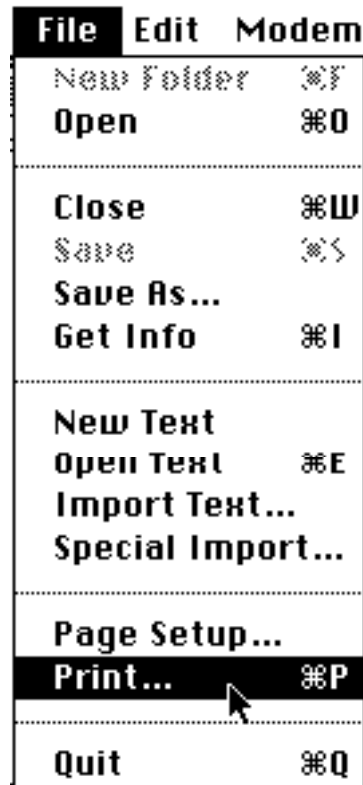 File Edit Modem
New Folder ⌘F
Open ⌘O
Close ⌘W
Save ⌘S
Save As...
Get Info ⌘I
New Text
Open Text ⌘E
Import Text...
Special Import...
Page Setup...
Print... ⌘P
Quit ⌘Q